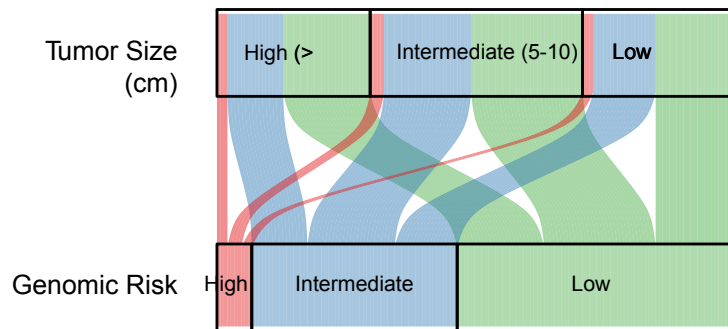 Tumor Size
(cm)
High (>
Intermediate (5-10)
Low
Genomic Risk
High
Intermediate
Low